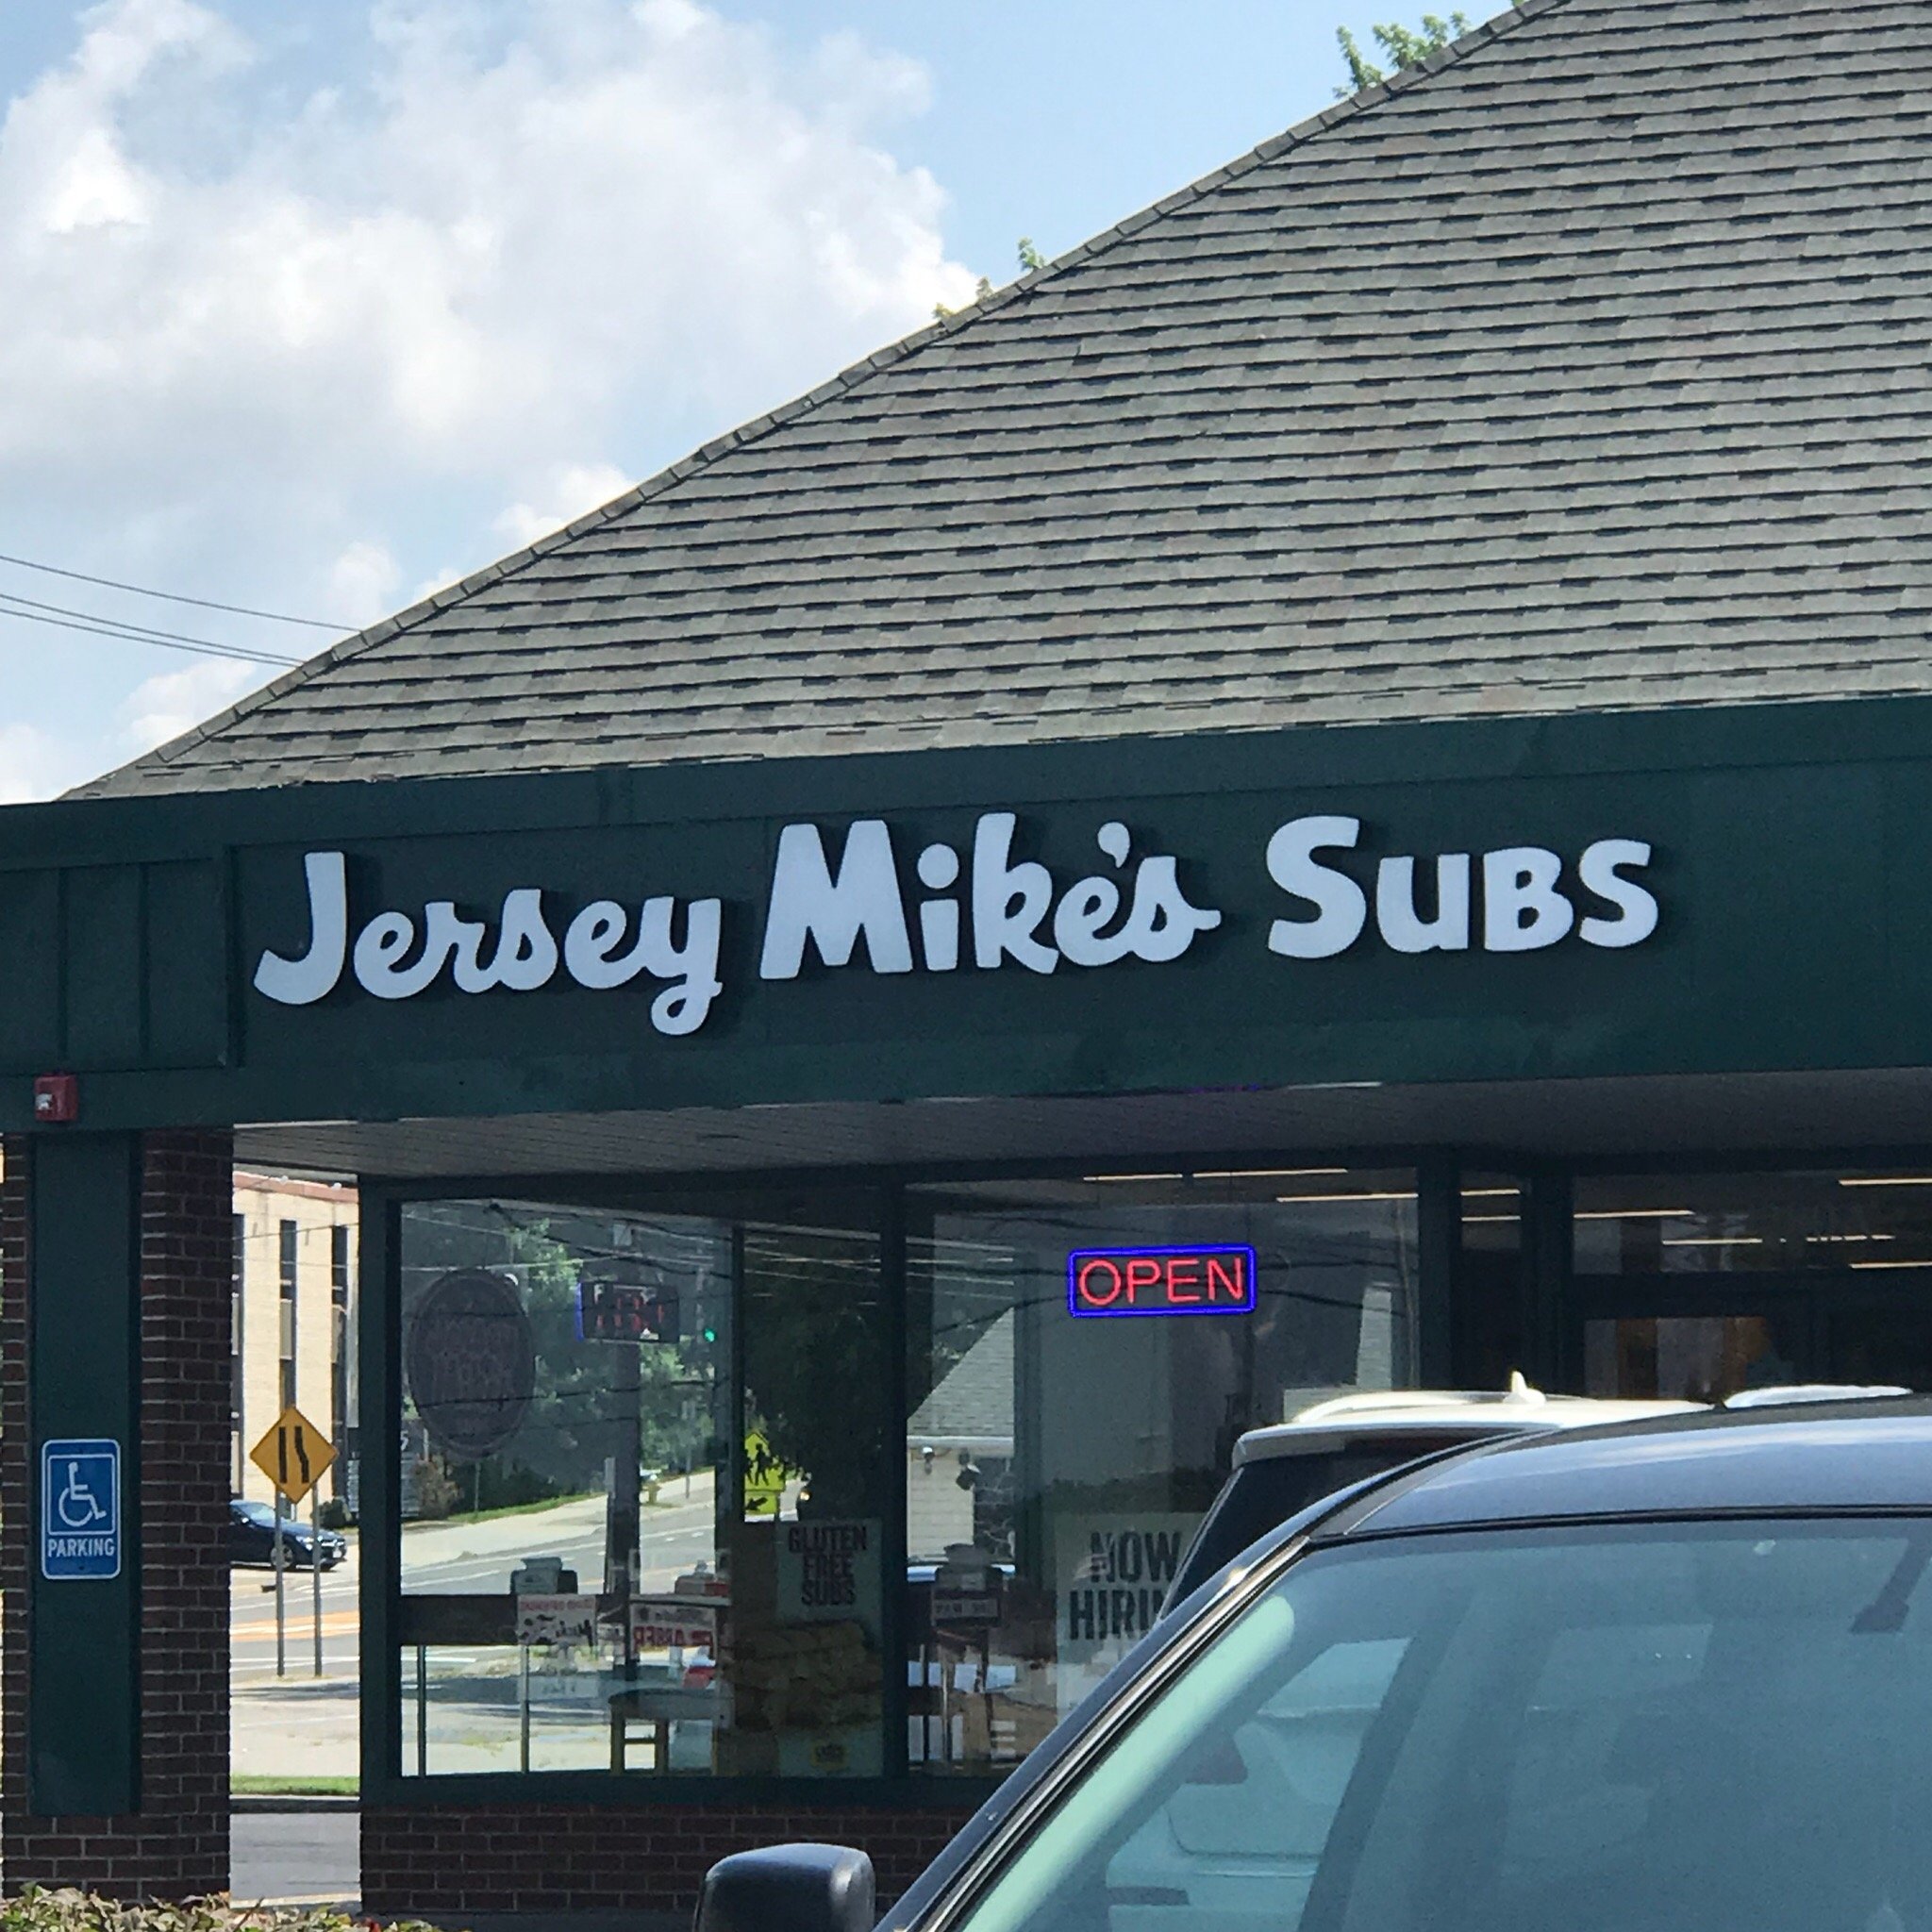 Jersey Mike's SUBS
OPEN
PARKING
GLUTEN
FREE
SUBS
NOW